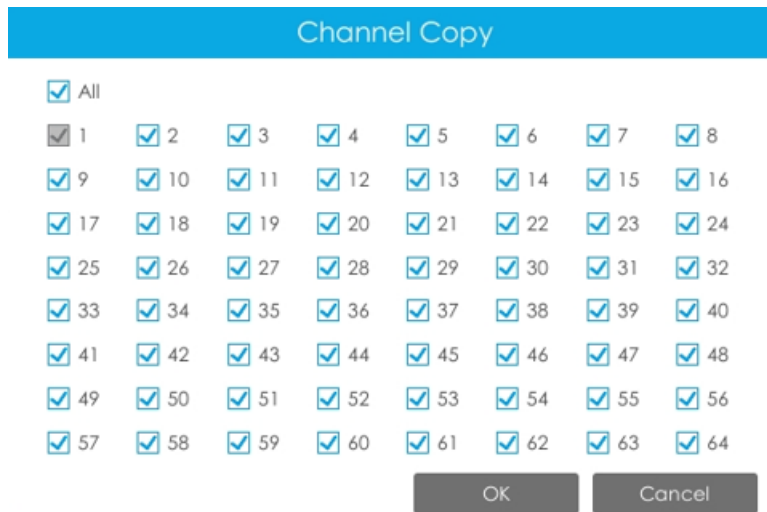 Channel Copy
All
1 2 3 4 5 6 7 8
9 10 11 12 13 14 15 16
17 18 19 20 21 22 23 24
25 26 27 28 29 30 31 32
33 34 35 36 37 38 39 40
41 42 43 44 45 46 47 48
49 50 51 52 53 54 55 56
57 58 59 60 61 62 63 64
OK Cancel